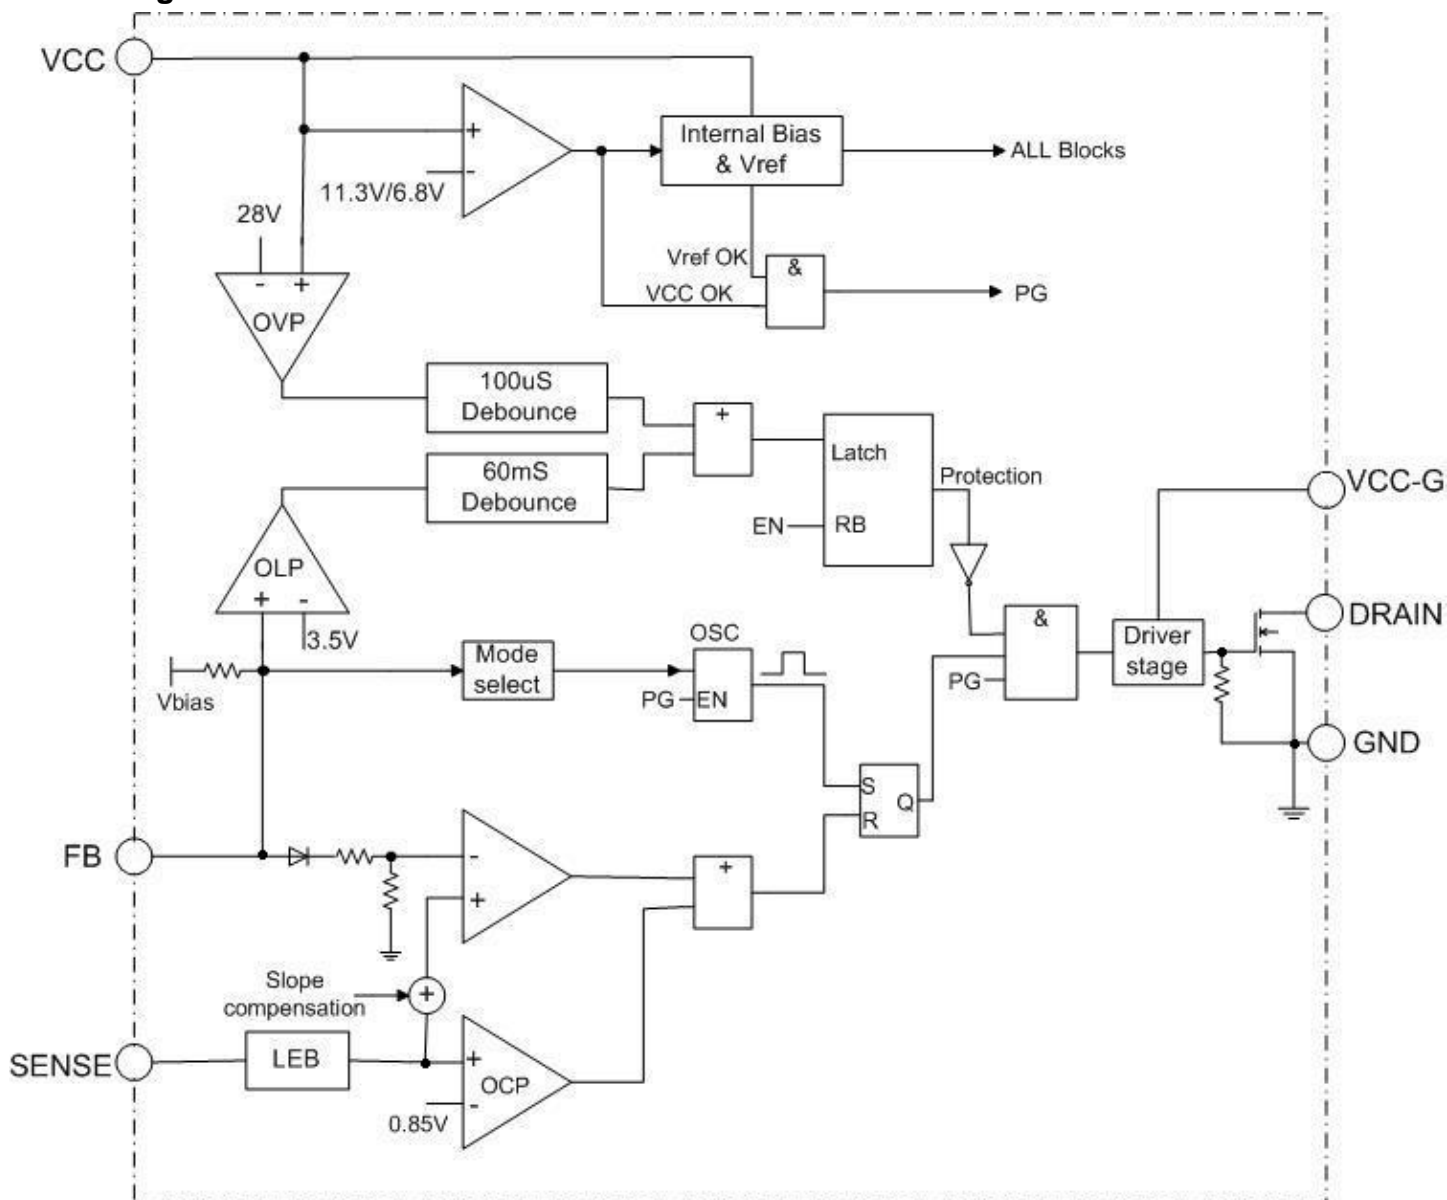 VCC
+
Internal Bias
& Vref
ALL Blocks
-
11.3V/6.8V
28V
- +
OVP
Vref OK
VCC OK
&
PG
100uS
Debounce
+
60mS
Debounce
Latch
Protection
EN
RB
VCC-G
OLP
+ -
3.5V
Vbias
Mode
select
OSC
PG
EN
&
PG
Driver
stage
DRAIN
GND
S
R
Q
FB
-
+
+
Slope
compensation
+
SENSE
LEB
+
OCP
-
0.85V